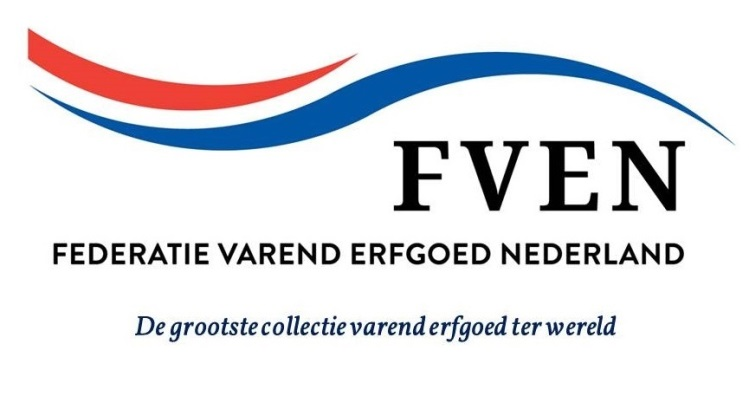 FVEN
FEDERATIE VAREND ERFGOED NEDERLAND
De grootste collectie varend erfgoed ter wereld